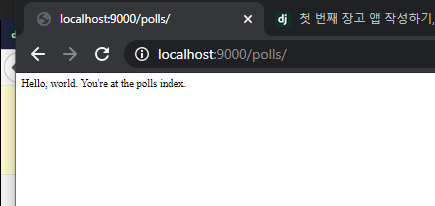 localhost:9000/polls/
첫 번째 장고 앱 작성하기,
localhost:9000/polls/
Hello, world. You're at the polls index.